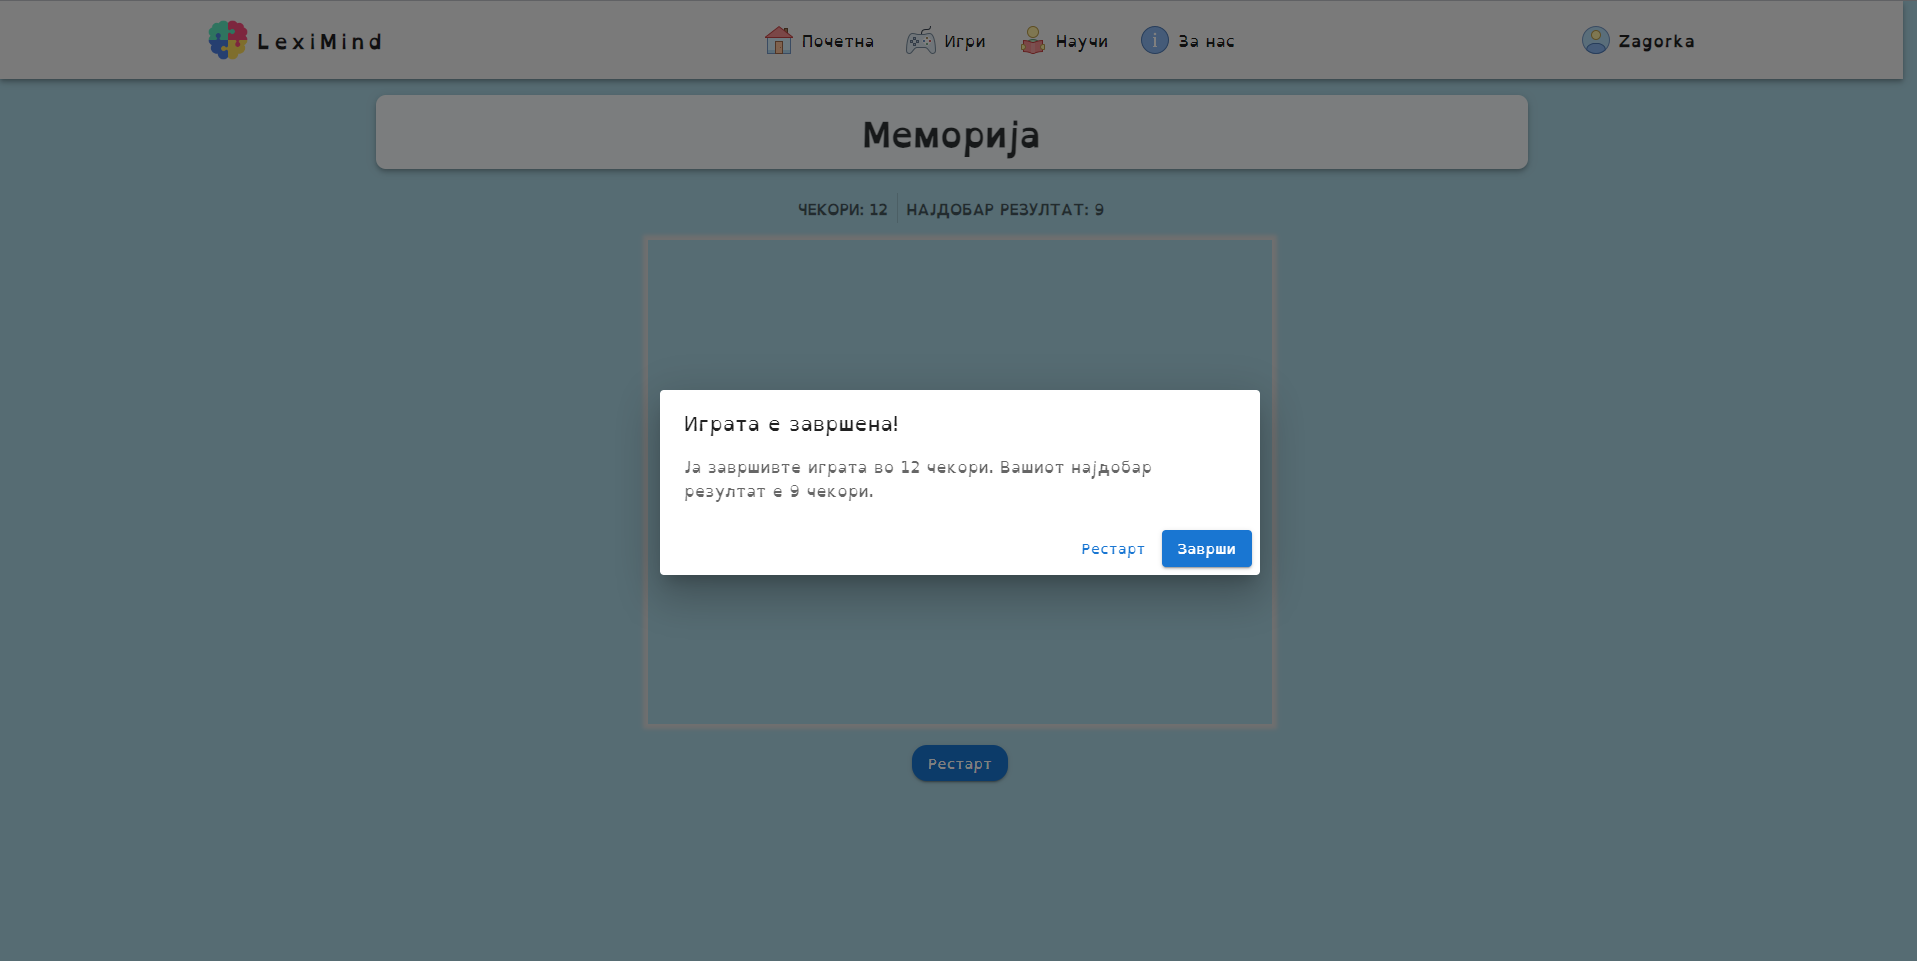 LexiMind
Почетна
Игри
Научи
За нас
Zagorka
Меморија
ЧЕКОРИ: 12
НАЈДОБАР РЕЗУЛТАТ: 9
Играта е завршена!
Ја завршивте играта во 12 чекори. Вашиот најдобар
резултат е 9 чекори.
Рестарт
Заврши
Рестарт